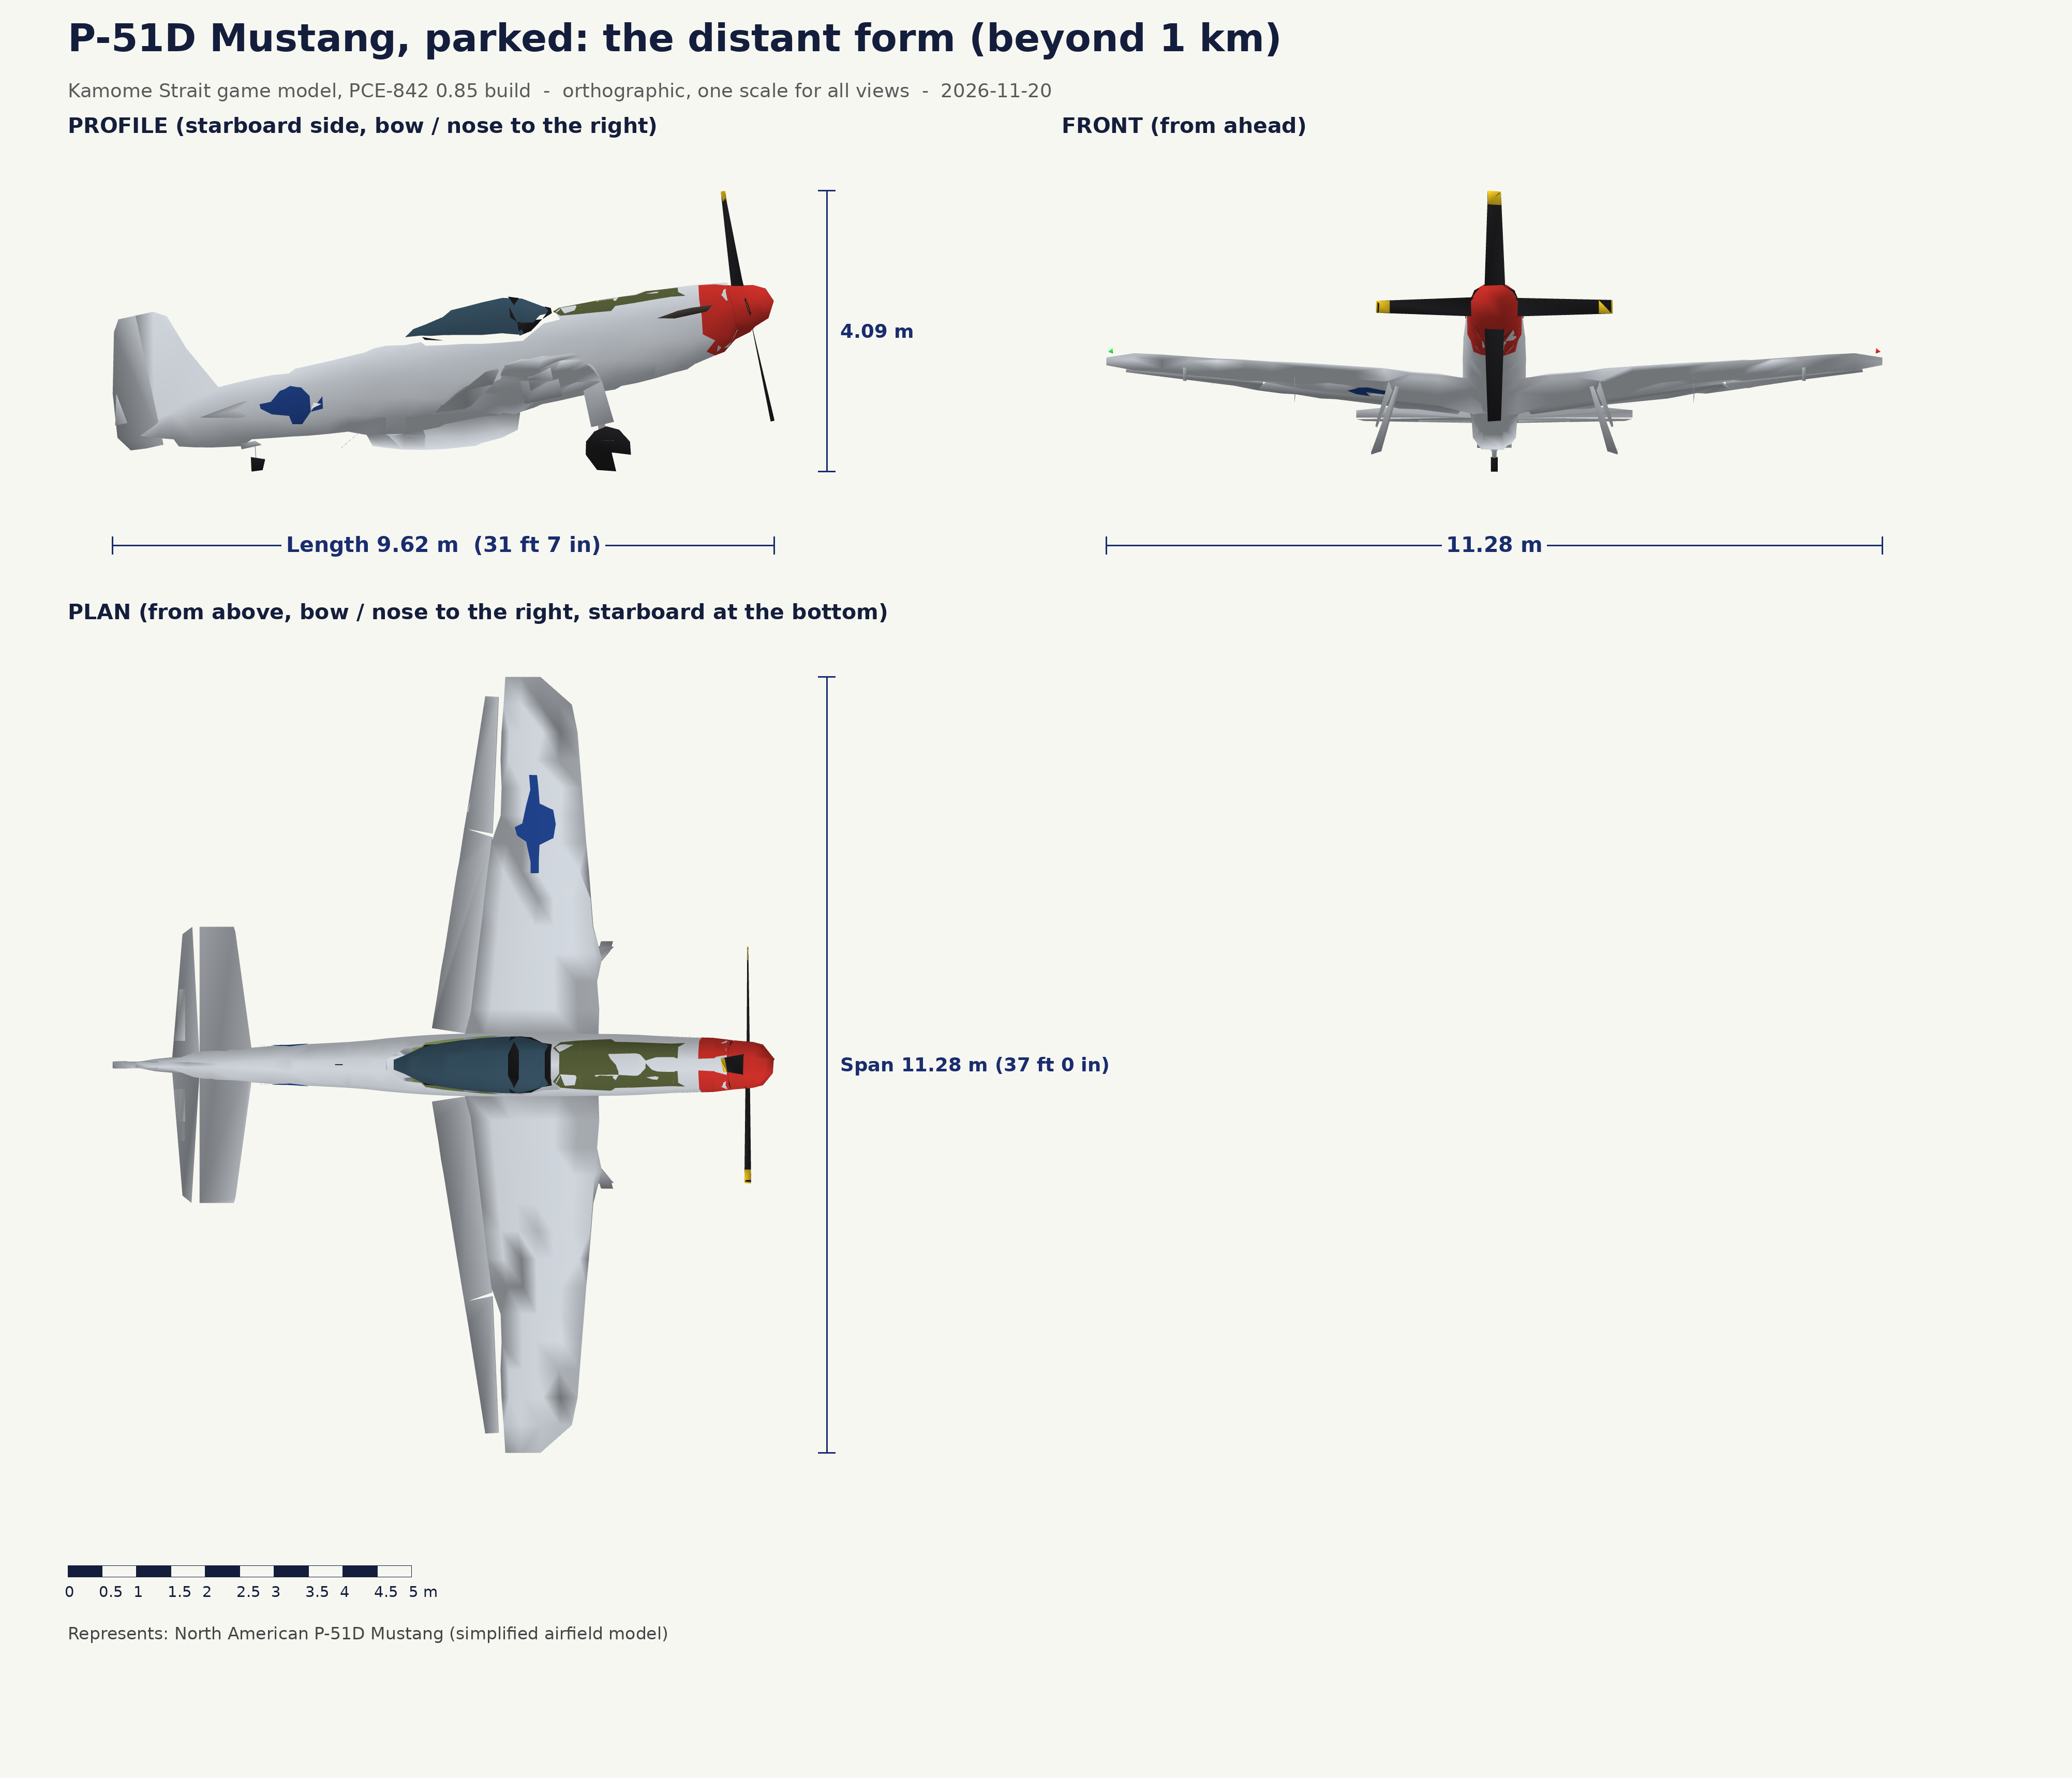 P-51D Mustang, parked: the distant form (beyond 1 km)
Kamome Strait game model, PCE-842 0.85 build - orthographic, one scale for all views - 2026-11-20
PROFILE (starboard side, bow / nose to the right)
FRONT (from ahead)
4.09 m
Length 9.62 m (31 ft 7 in)
11.28 m
PLAN (from above, bow / nose to the right, starboard at the bottom)
Span 11.28 m (37 ft 0 in)
0 0.5 1 1.5 2 2.5 3 3.5 4 4.5 5 m
Represents: North American P-51D Mustang (simplified airfield model)